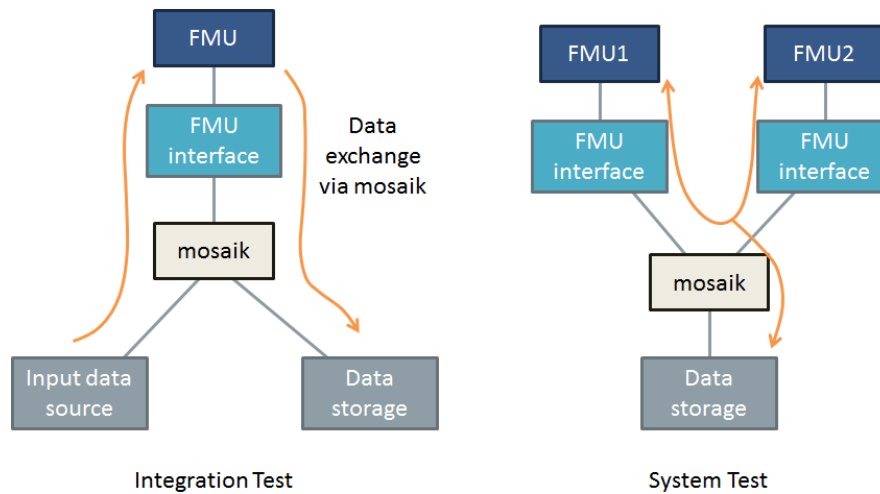 FMU
FMU
interface
Data
exchange
via mosaik
mosaik
Input data
source
Data
storage
Integration Test
FMU1
FMU2
FMU
interface
FMU
interface
mosaik
Data
storage
System Test